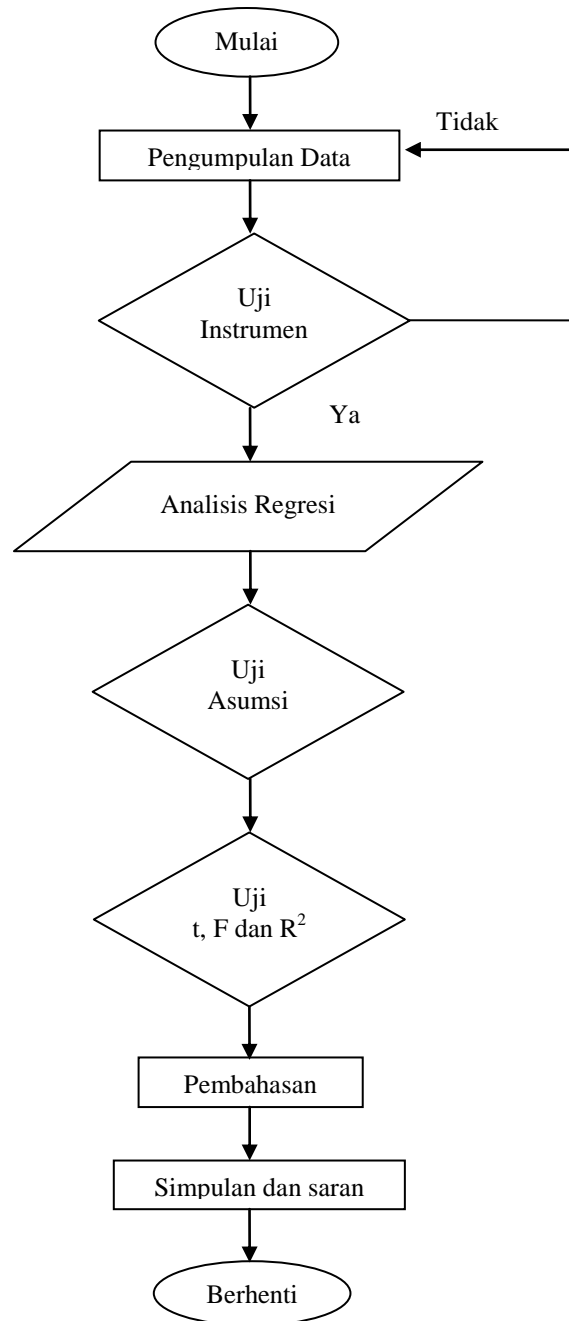 Mulai
Tidak
Pengumpulan Data
Uji
Instrumen
Ya
Analisis Regresi
Uji
Asumsi
Uji
t, F dan R²
Pembahasan
Simpulan dan saran
Berhenti